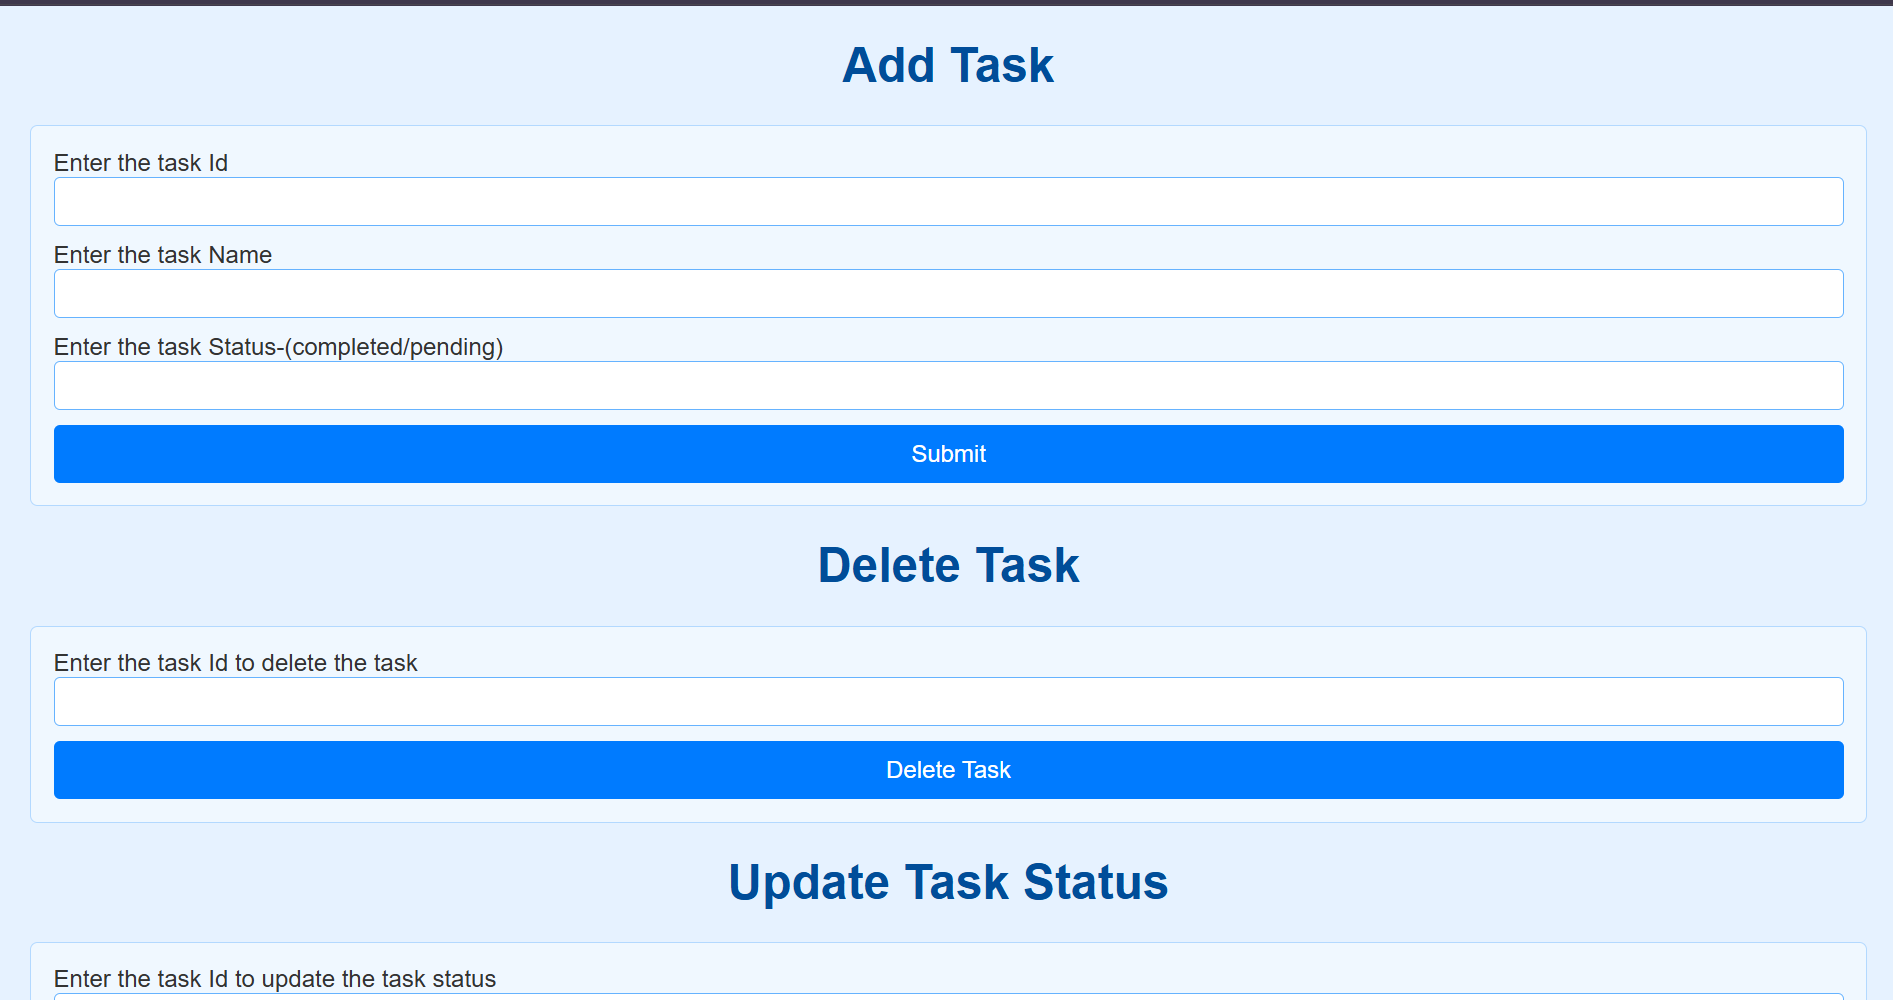 Add Task
Enter the task Id
Enter the task Name
Enter the task Status-(completed/pending)
Submit
Delete Task
Enter the task Id to delete the task
Delete Task
Update Task Status
Enter the task Id to update the task status